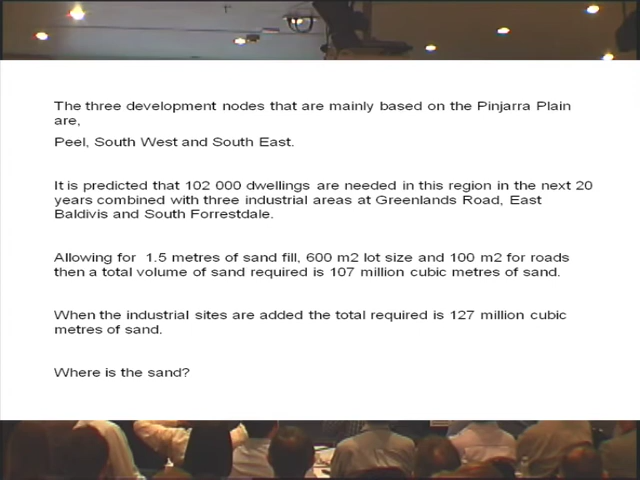 The three development nodes that are mainly based on the Pinjarra Plain
are,
Peel, South West and South East.
It is predicted that 102 000 dwellings are needed in this region in the next 20
years combined with three industrial areas at Greenlands Road, East
Baldivis and South Forrestdale.
Allowing for 1.5 metres of sand fill, 600 m2 lot size and 100 m2 for roads
then a total volume of sand required is 107 million cubic metres of sand.
When the industrial sites are added the total required is 127 million cubic
metres of sand.
Where is the sand?